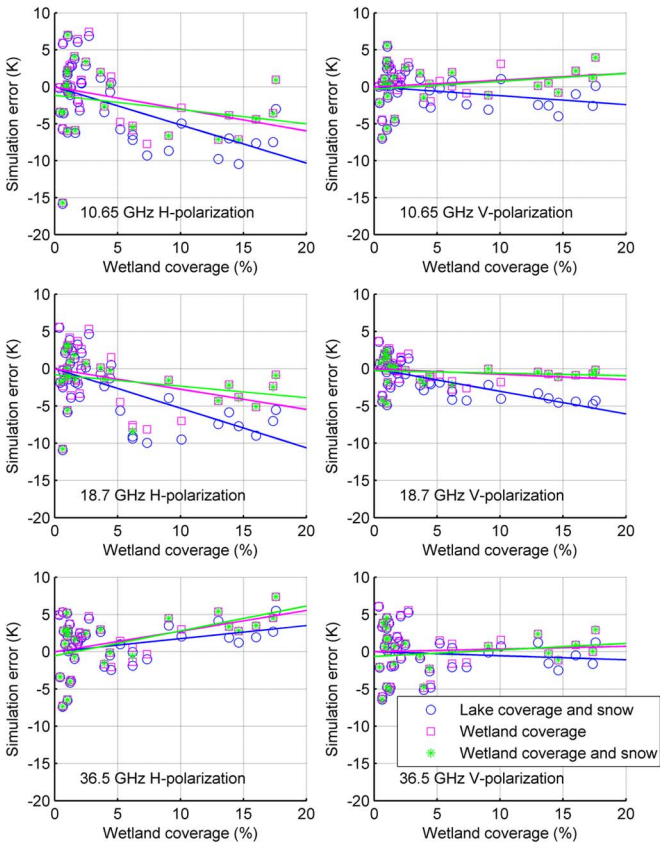 10
5
0
-5
-10
-15
-20
Simulation error (K)
10.65 GHz H-polarization
0 5 10 15 20
Wetland coverage (%)
10
5
0
-5
-10
-15
-20
Simulation error (K)
10.65 GHz V-polarization
0 5 10 15 20
Wetland coverage (%)
10
5
0
-5
-10
-15
-20
Simulation error (K)
18.7 GHz H-polarization
0 5 10 15 20
Wetland coverage (%)
10
5
0
-5
-10
-15
-20
Simulation error (K)
18.7 GHz V-polarization
0 5 10 15 20
Wetland coverage (%)
10
5
0
-5
-10
-15
-20
Simulation error (K)
36.5 GHz H-polarization
0 5 10 15 20
Wetland coverage (%)
10
5
0
-5
-10
-15
-20
Simulation error (K)
Lake coverage and snow
Wetland coverage
Wetland coverage and snow
36.5 GHz V-polarization
0 5 10 15 20
Wetland coverage (%)